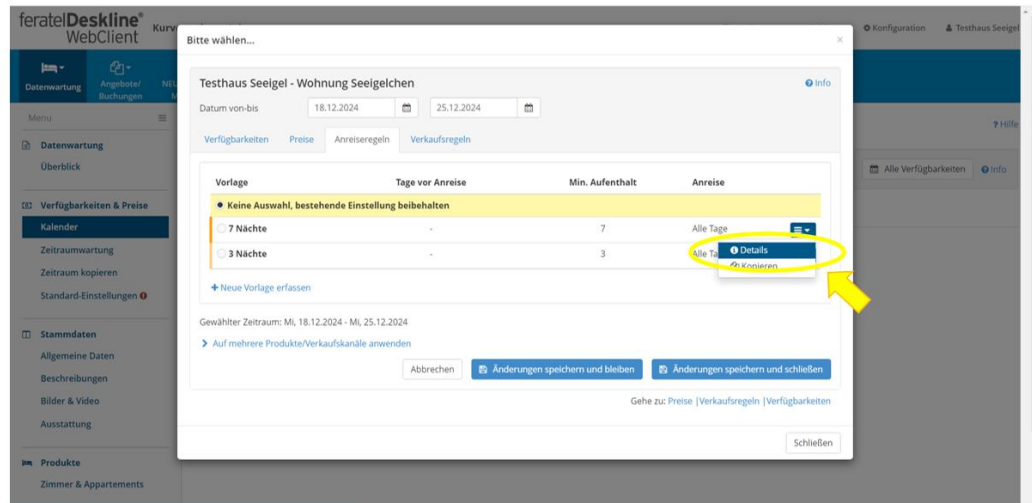 feratel Deskline®
WebClient
Konfiguration Testhaus Seeigel
Datenwartung Angebote/ Buchungen
Menu
? Hilfe
Datenwartung
Überblick
Alle Verfügbarkeiten Info
Verfügbarkeiten & Preise
Kalender
Zeitraumwartung
Zeitraum kopieren
Standard-Einstellungen
Stammdaten
Allgemeine Daten
Beschreibungen
Bilder & Video
Ausstattung
Produkte
Zimmer & Appartements
Bitte wählen... ×
Testhaus Seeigel - Wohnung Seeigelchen Info
Datum von-bis 18.12.2024 25.12.2024
Verfügbarkeiten Preise Anreiseregeln Verkaufsregeln
Vorlage Tage vor Anreise Min. Aufenthalt Anreise
Keine Auswahl, bestehende Einstellung beibehalten
7 Nächte - 7 Alle Tage
3 Nächte - 3 Alle
Details
Kopieren
+ Neue Vorlage erfassen
Gewählter Zeitraum: Mi, 18.12.2024 - Mi, 25.12.2024
Auf mehrere Produkte/Verkaufskanäle anwenden
Abbrechen Änderungen speichern und bleiben Änderungen speichern und schließen
Gehe zu: Preise |Verkaufsregeln |Verfügbarkeiten
Schließen